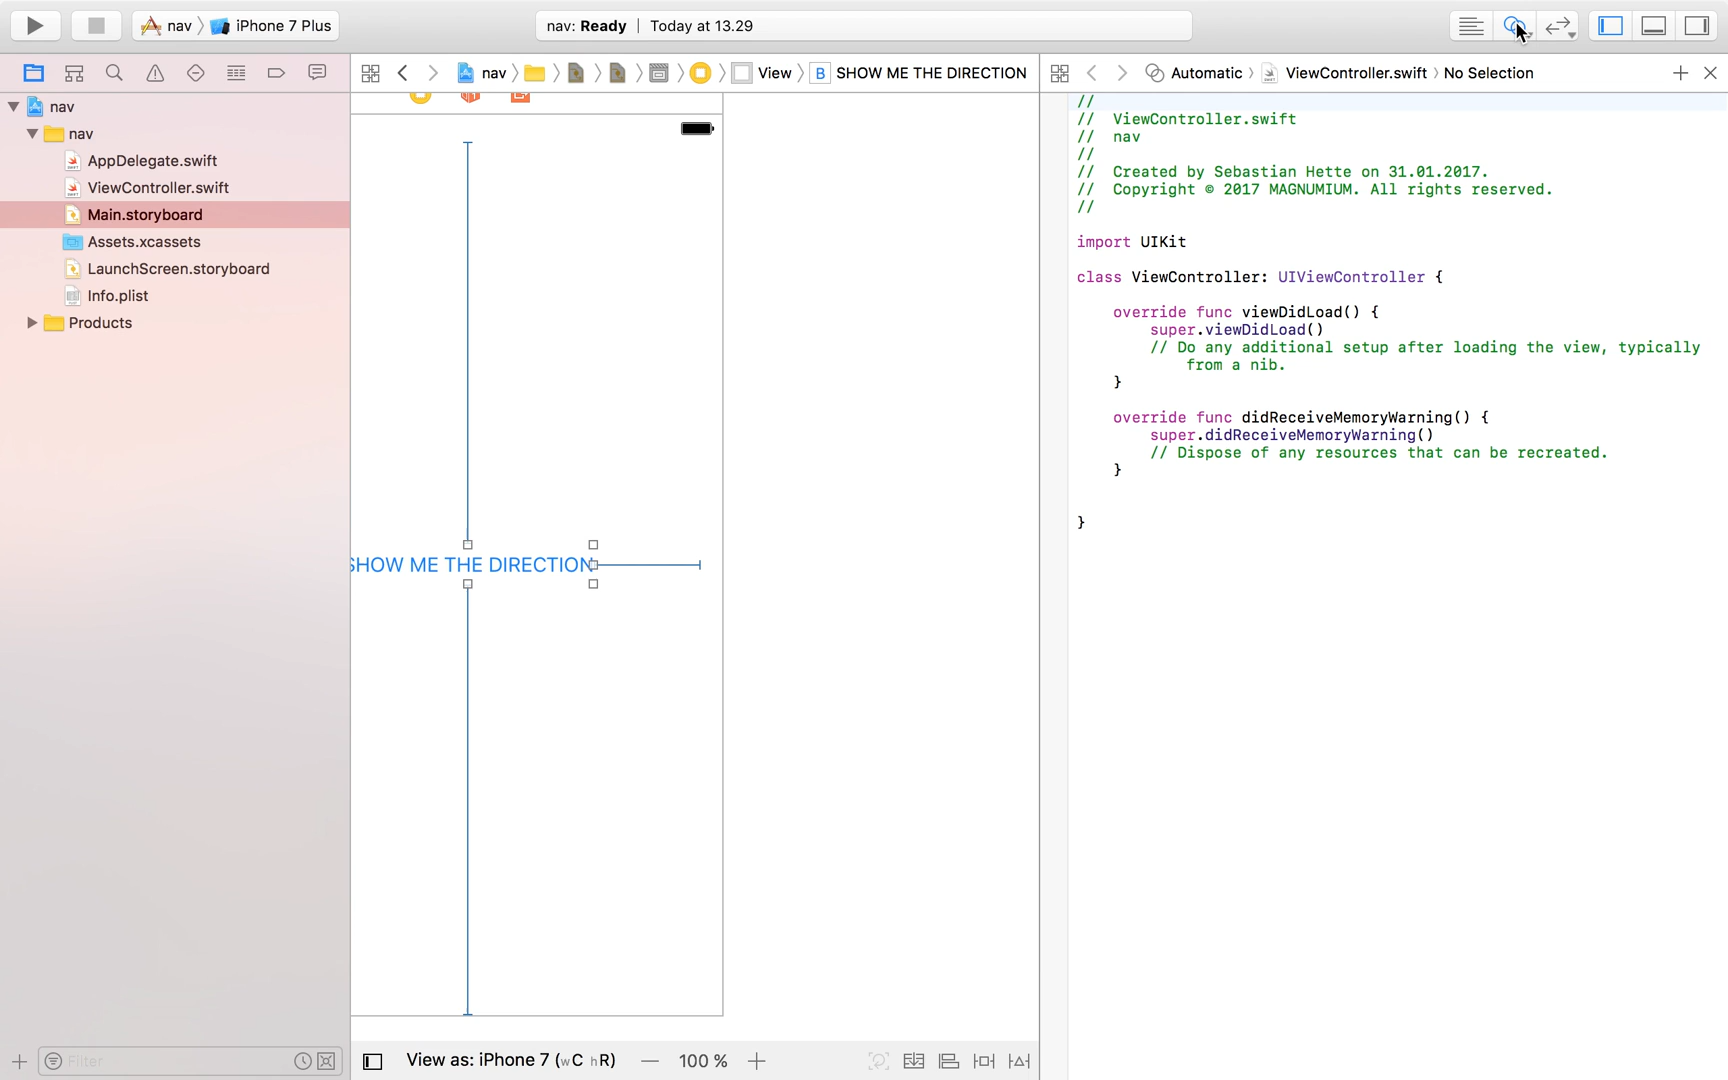 nav 〉 iPhone 7 Plus
nav: Ready | Today at 13.29
nav 〉 View 〉 B SHOW ME THE DIRECTION
Automatic 〉 ViewController.swift 〉 No Selection
nav
nav
AppDelegate.swift
ViewController.swift
Main.storyboard
Assets.xcassets
LaunchScreen.storyboard
Info.plist
Products
Filter
SHOW ME THE DIRECTION
View as: iPhone 7 (wC hR) — 100 % +
//
// ViewController.swift
// nav
//
// Created by Sebastian Hette on 31.01.2017.
// Copyright © 2017 MAGNUMIUM. All rights reserved.
//
import UIKit
class ViewController: UIViewController {
override func viewDidLoad() {
super.viewDidLoad()
// Do any additional setup after loading the view, typically
from a nib.
}
override func didReceiveMemoryWarning() {
super.didReceiveMemoryWarning()
// Dispose of any resources that can be recreated.
}
}